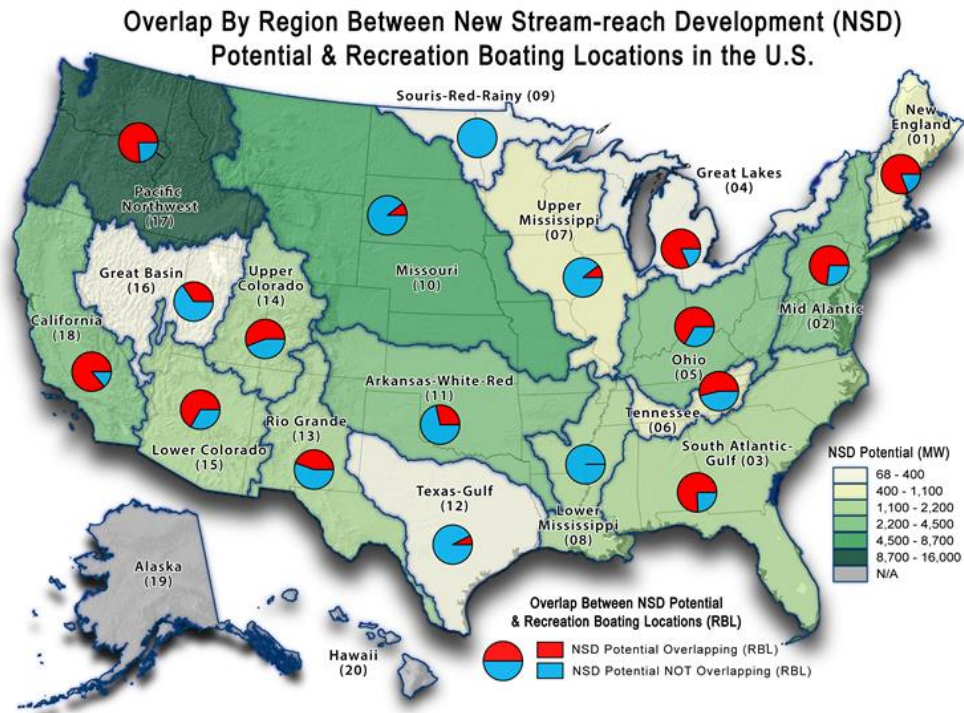 Overlap By Region Between New Stream-reach Development (NSD)
Potential & Recreation Boating Locations in the U.S.
Souris-Red-Rainy (09)
New
England
(01)
Great Lakes
(04)
Pacific
Northwest
(17)
Upper
Mississippi
(07)
Great Basin
(16)
Upper
Colorado
(14)
Missouri
(10)
Mid Alantic
(02)
California
(18)
Ohio
(05)
Arkansas-White-Red
(11)
Tennessee
(06)
Rio Grande
(13)
Lower Colorado
(15)
South Atlantic-
Gulf (03)
Texas-Gulf
(12)
Lower
Mississippi
(08)
NSD Potential (MW)
68 - 400
400 - 1,100
1,100 - 2,200
2,200 - 4,500
4,500 - 8,700
8,700 - 16,000
N/A
Alaska
(19)
Hawaii
(20)
Overlap Between NSD Potential
& Recreation Boating Locations (RBL)
NSD Potential Overlapping (RBL)
NSD Potential NOT Overlapping (RBL)